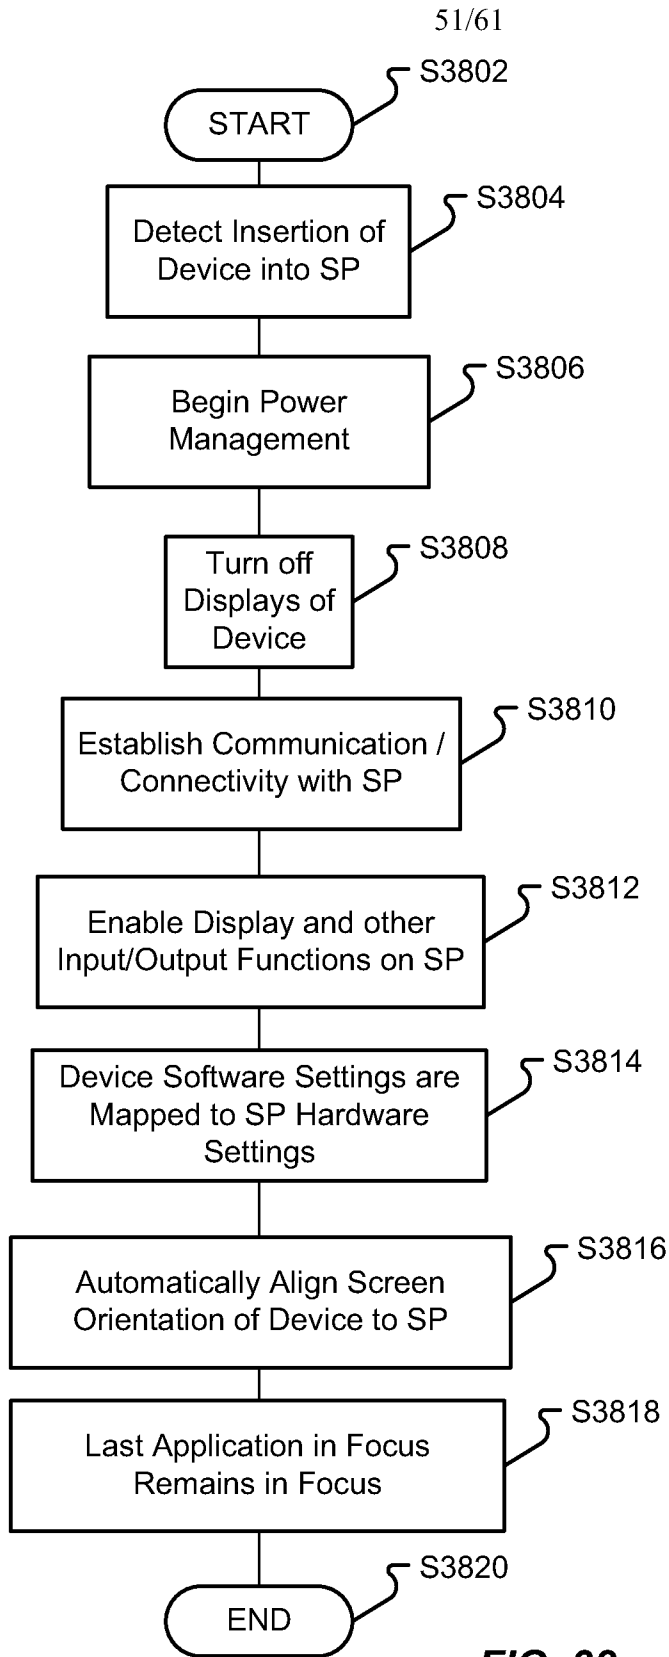 51/61
S3802
START
S3804
Detect Insertion of
Device into SP
S3806
Begin Power
Management
S3808
Turn off
Displays of
Device
S3810
Establish Communication /
Connectivity with SP
S3812
Enable Display and other
Input/Output Functions on SP
S3814
Device Software Settings are
Mapped to SP Hardware
Settings
S3816
Automatically Align Screen
Orientation of Device to SP
S3818
Last Application in Focus
Remains in Focus
S3820
END